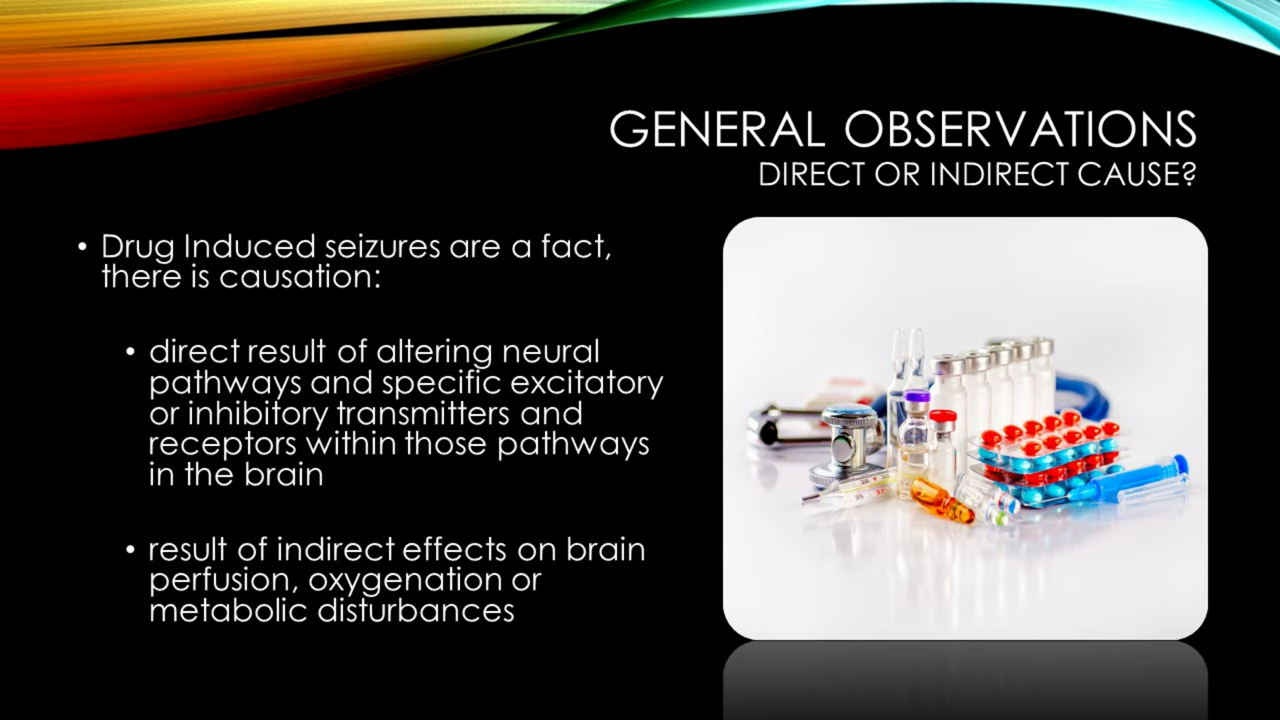 GENERAL OBSERVATIONS
DIRECT OR INDIRECT CAUSE?
• Drug Induced seizures are a fact,
there is causation:
• direct result of altering neural
pathways and specific excitatory
or inhibitory transmitters and
receptors within those pathways
in the brain
• result of indirect effects on brain
perfusion, oxygenation or
metabolic disturbances